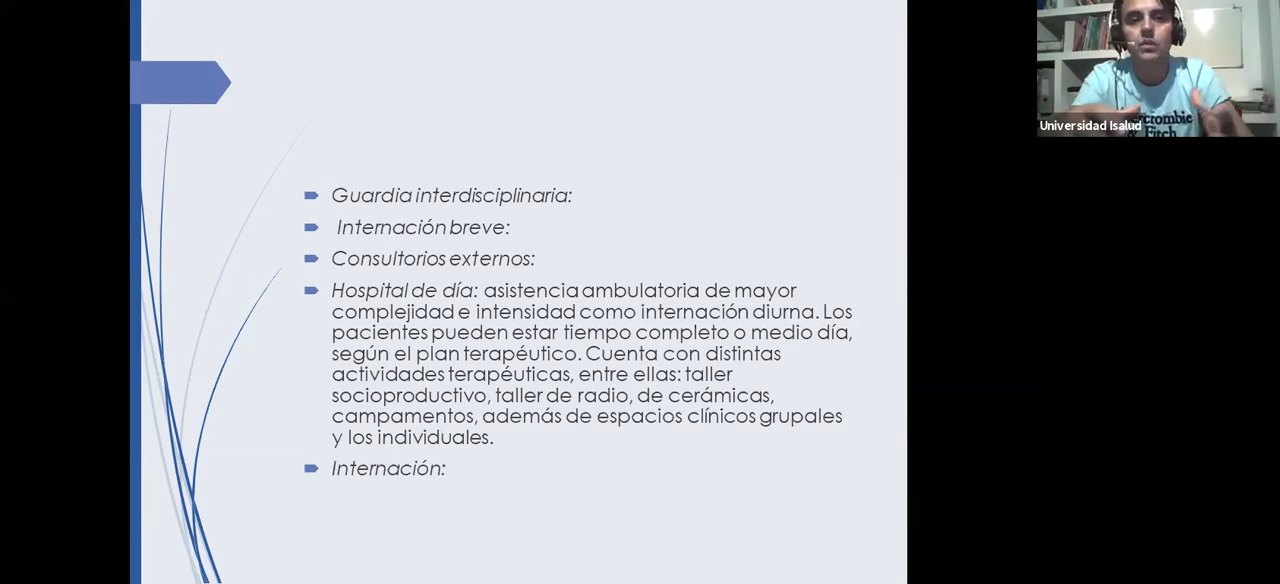 Guardia interdisciplinaria:
Internación breve:
Consultorios externos:
Hospital de día: asistencia ambulatoria de mayor
complejidad e intensidad como internación diurna. Los
pacientes pueden estar tiempo completo o medio día,
según el plan terapéutico. Cuenta con distintas
actividades terapéuticas, entre ellas: taller
socioproductivo, taller de radio, de cerámicas,
campamentos, además de espacios clínicos grupales
y los individuales.
Internación:
Universidad Isalud
Fitch